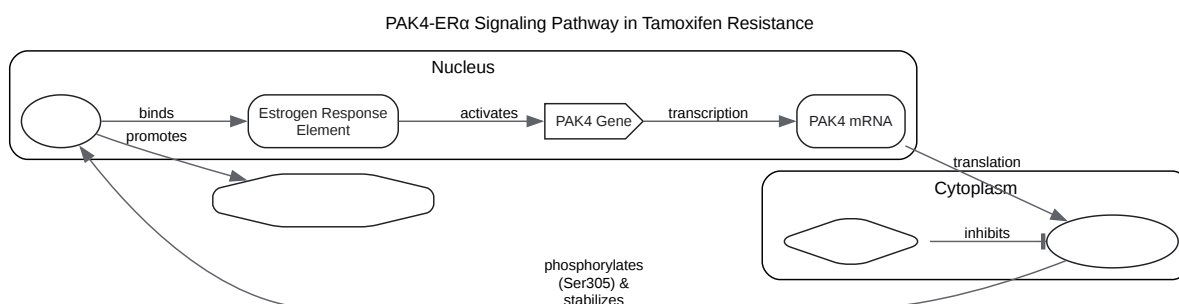 PAK4-ERα Signaling Pathway in Tamoxifen Resistance
Nucleus
binds
promotes
Estrogen Response
Element
activates
PAK4 Gene
transcription
PAK4 mRNA
translation
Cytoplasm
inhibits
phosphorylates
(Ser305) &
stabilizes